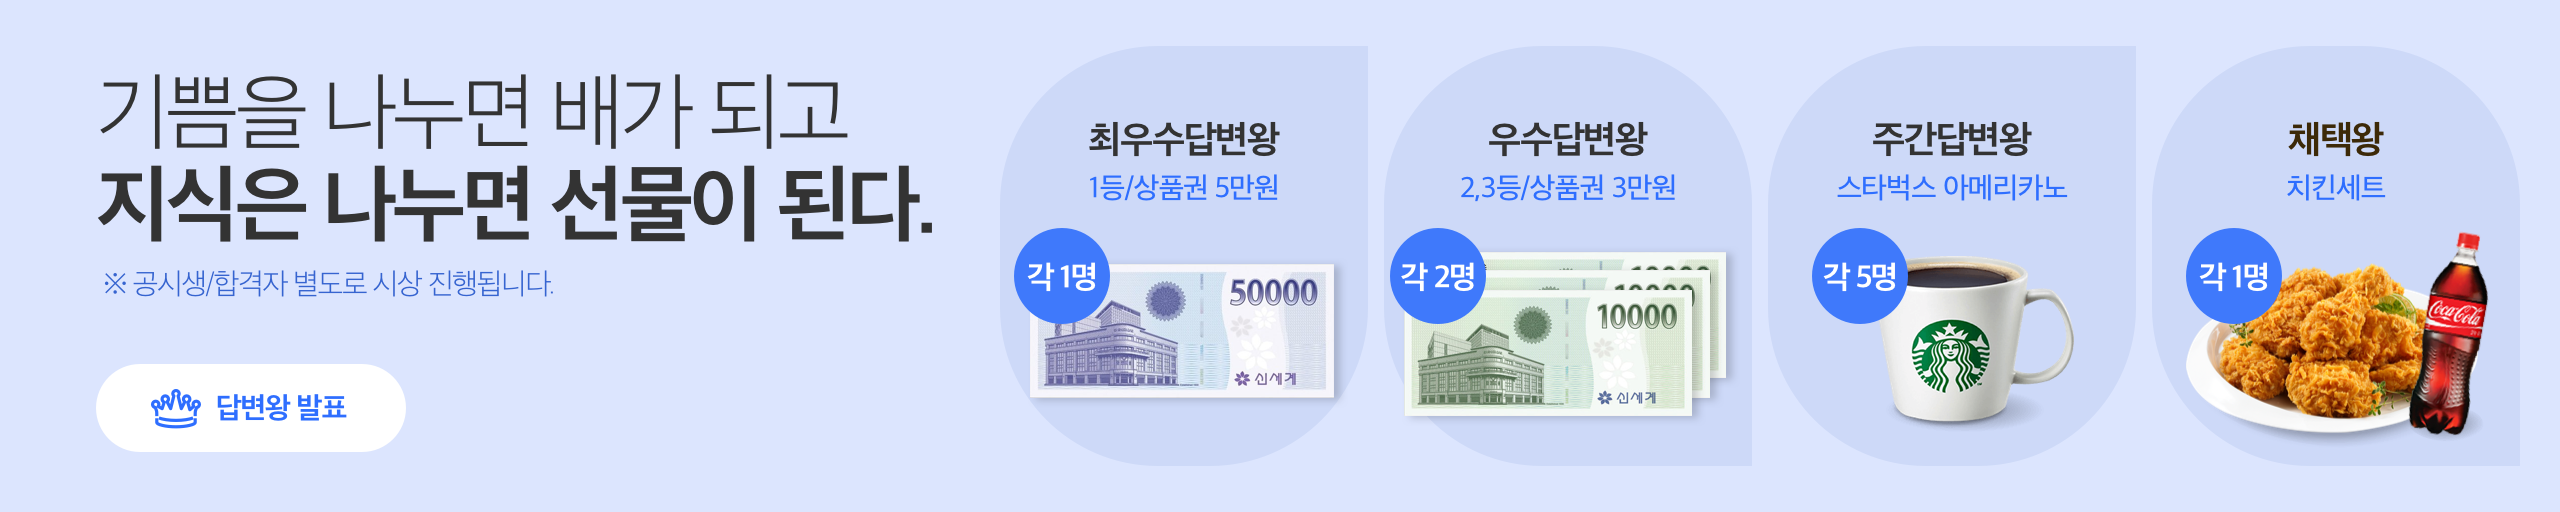 기쁨을 나누면 배가 되고
지식은 나누면 선물이 된다.
※ 공시생/합격자 별도로 시상 진행됩니다.
답변왕 발표
최우수답변왕
1등/상품권 5만원
각 1명
50000
신세계
우수답변왕
2,3등/상품권 3만원
각 2명
10000
10000
10000
신세계
주간답변왕
스타벅스 아메리카노
각 5명
채택왕
치킨세트
각 1명
Coca-Cola